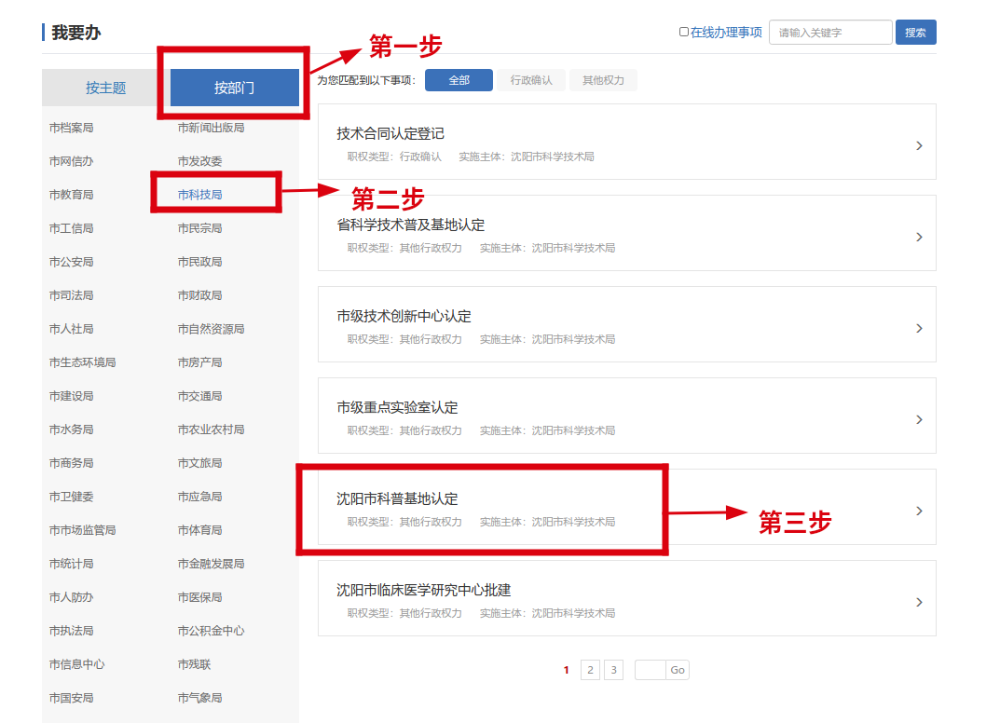 我要办
在线办理事项 请输入关键字 搜索
第一步
按主题 按部门
为您匹配到以下事项： 全部 行政确认 其他权力
市档案局 市新闻出版局
市网信办 市发改委
市教育局 市科技局
市工信局 市民宗局
市公安局 市民政局
市司法局 市财政局
市人社局 市自然资源局
市生态环境局 市房产局
市建设局 市交通局
市水务局 市农业农村局
市商务局 市文旅局
市卫健委 市应急局
市市场监管局 市体育局
市统计局 市金融发展局
市人防办 市医保局
市执法局 市公积金中心
市信息中心 市残联
市国安局 市气象局
技术合同认定登记
职权类型：行政确认 实施主体：沈阳市科学技术局
第二步
省科学技术普及基地认定
职权类型：其他行政权力 实施主体：沈阳市科学技术局
市级技术创新中心认定
职权类型：其他行政权力 实施主体：沈阳市科学技术局
市级重点实验室认定
职权类型：其他行政权力 实施主体：沈阳市科学技术局
沈阳市科普基地认定
职权类型：其他行政权力 实施主体：沈阳市科学技术局
第三步
沈阳市临床医学研究中心批建
职权类型：其他行政权力 实施主体：沈阳市科学技术局
1 2 3 Go